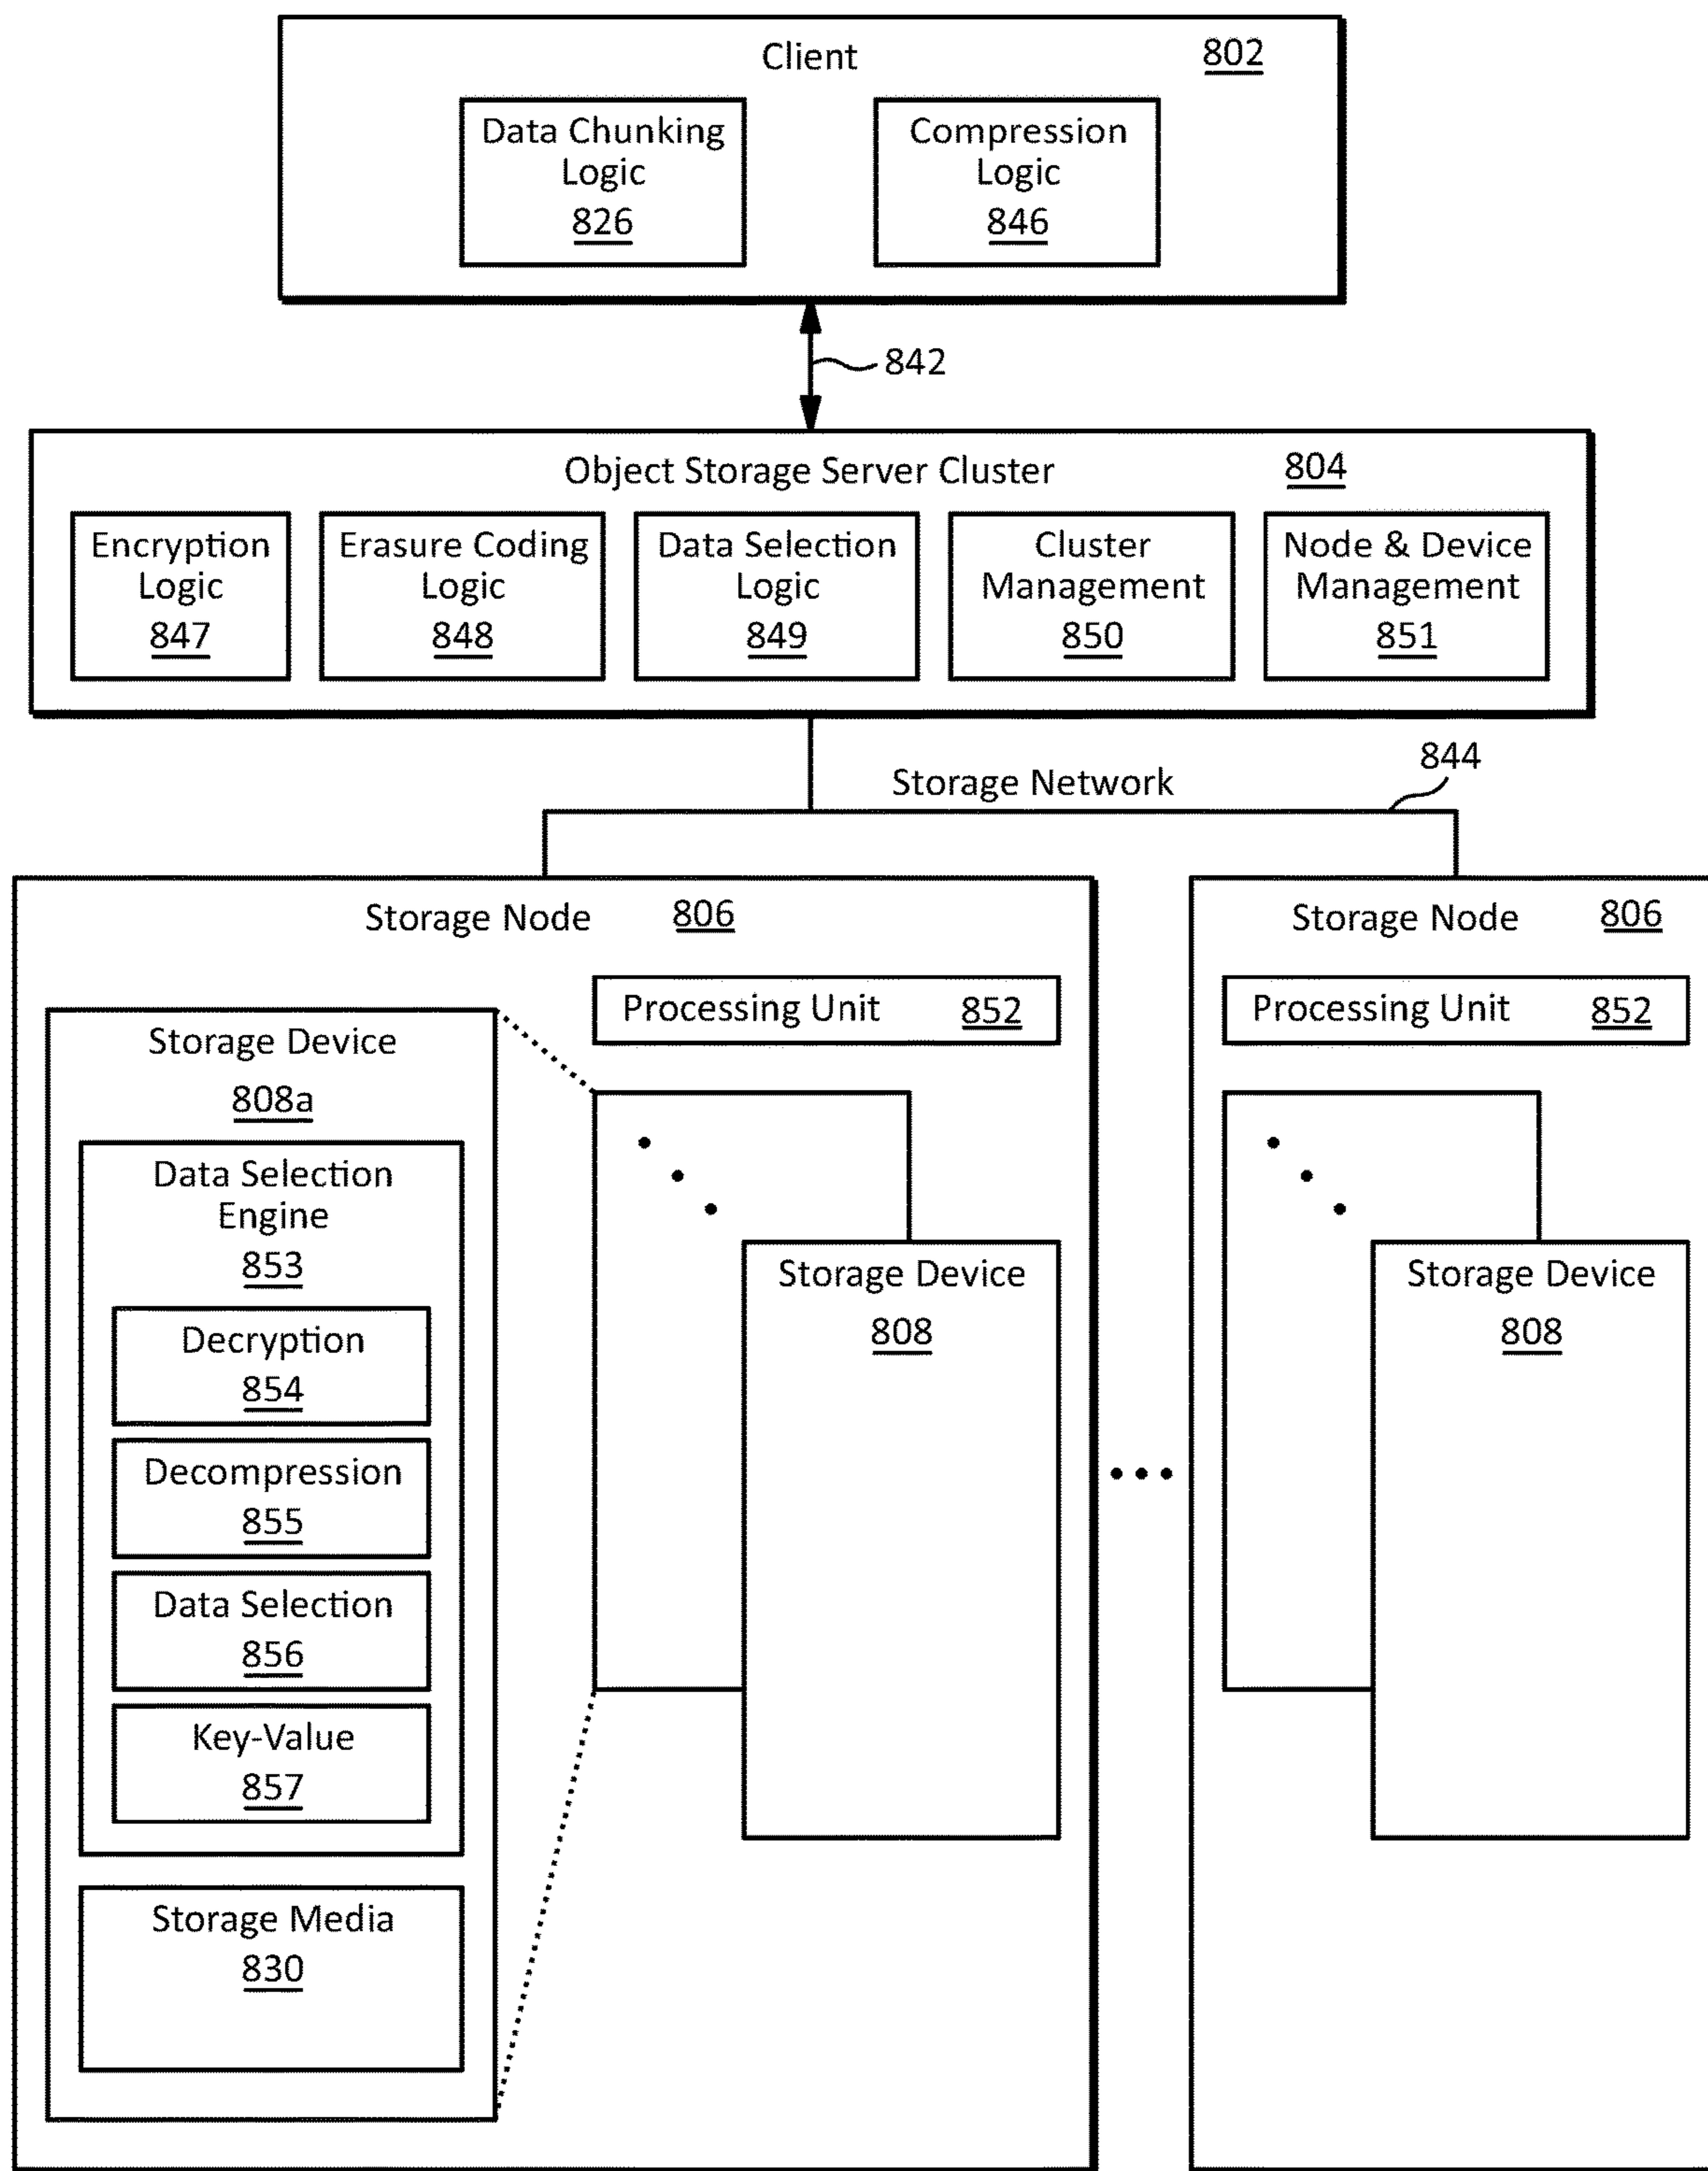 Client 802
Data Chunking
Logic
826
Compression
Logic
846
842
Object Storage Server Cluster 804
Encryption
Logic
847
Erasure Coding
Logic
848
Data Selection
Logic
849
Cluster
Management
850
Node & Device
Management
851
844
Storage Network
Storage Node 806
Processing Unit 852
Storage Device
808a
Data Selection
Engine
853
Decryption
854
Decompression
855
Data Selection
856
Key-Value
857
Storage Media
830
Storage Device
808
Storage Node 806
Processing Unit 852
Storage Device
808